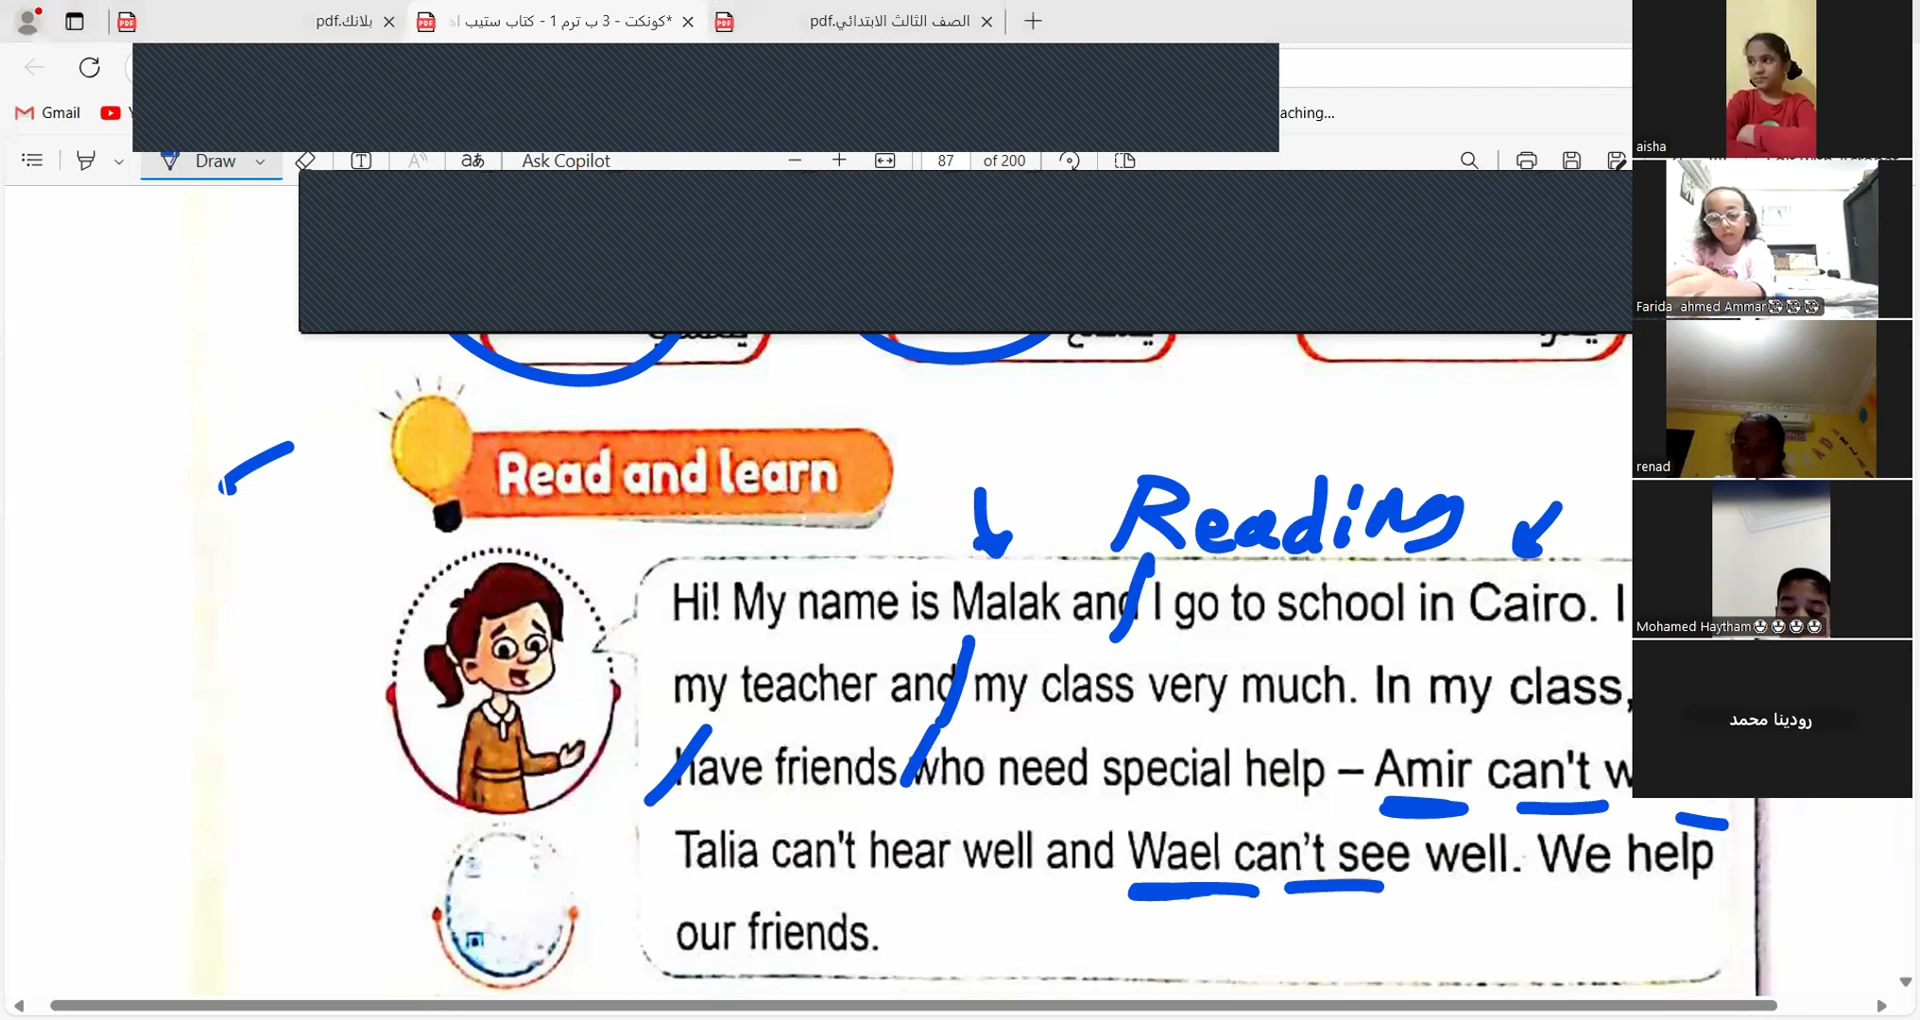 بلانك.pdf
*كونكت - 3 ب ترم 1 - كتاب ستيب
الصف الثالث الابتدائي.pdf
Gmail
aching...
Draw
aあ
Ask Copilot
87 of 200
aisha
Farida ahmed Ammar
renad
Mohamed Haytham
رودينا محمد
Read and learn
Reading
Hi! My name is Malak and I go to school in Cairo. I
my teacher and my class very much. In my class,
have friends who need special help – Amir can't
Talia can't hear well and Wael can't see well. We help
our friends.